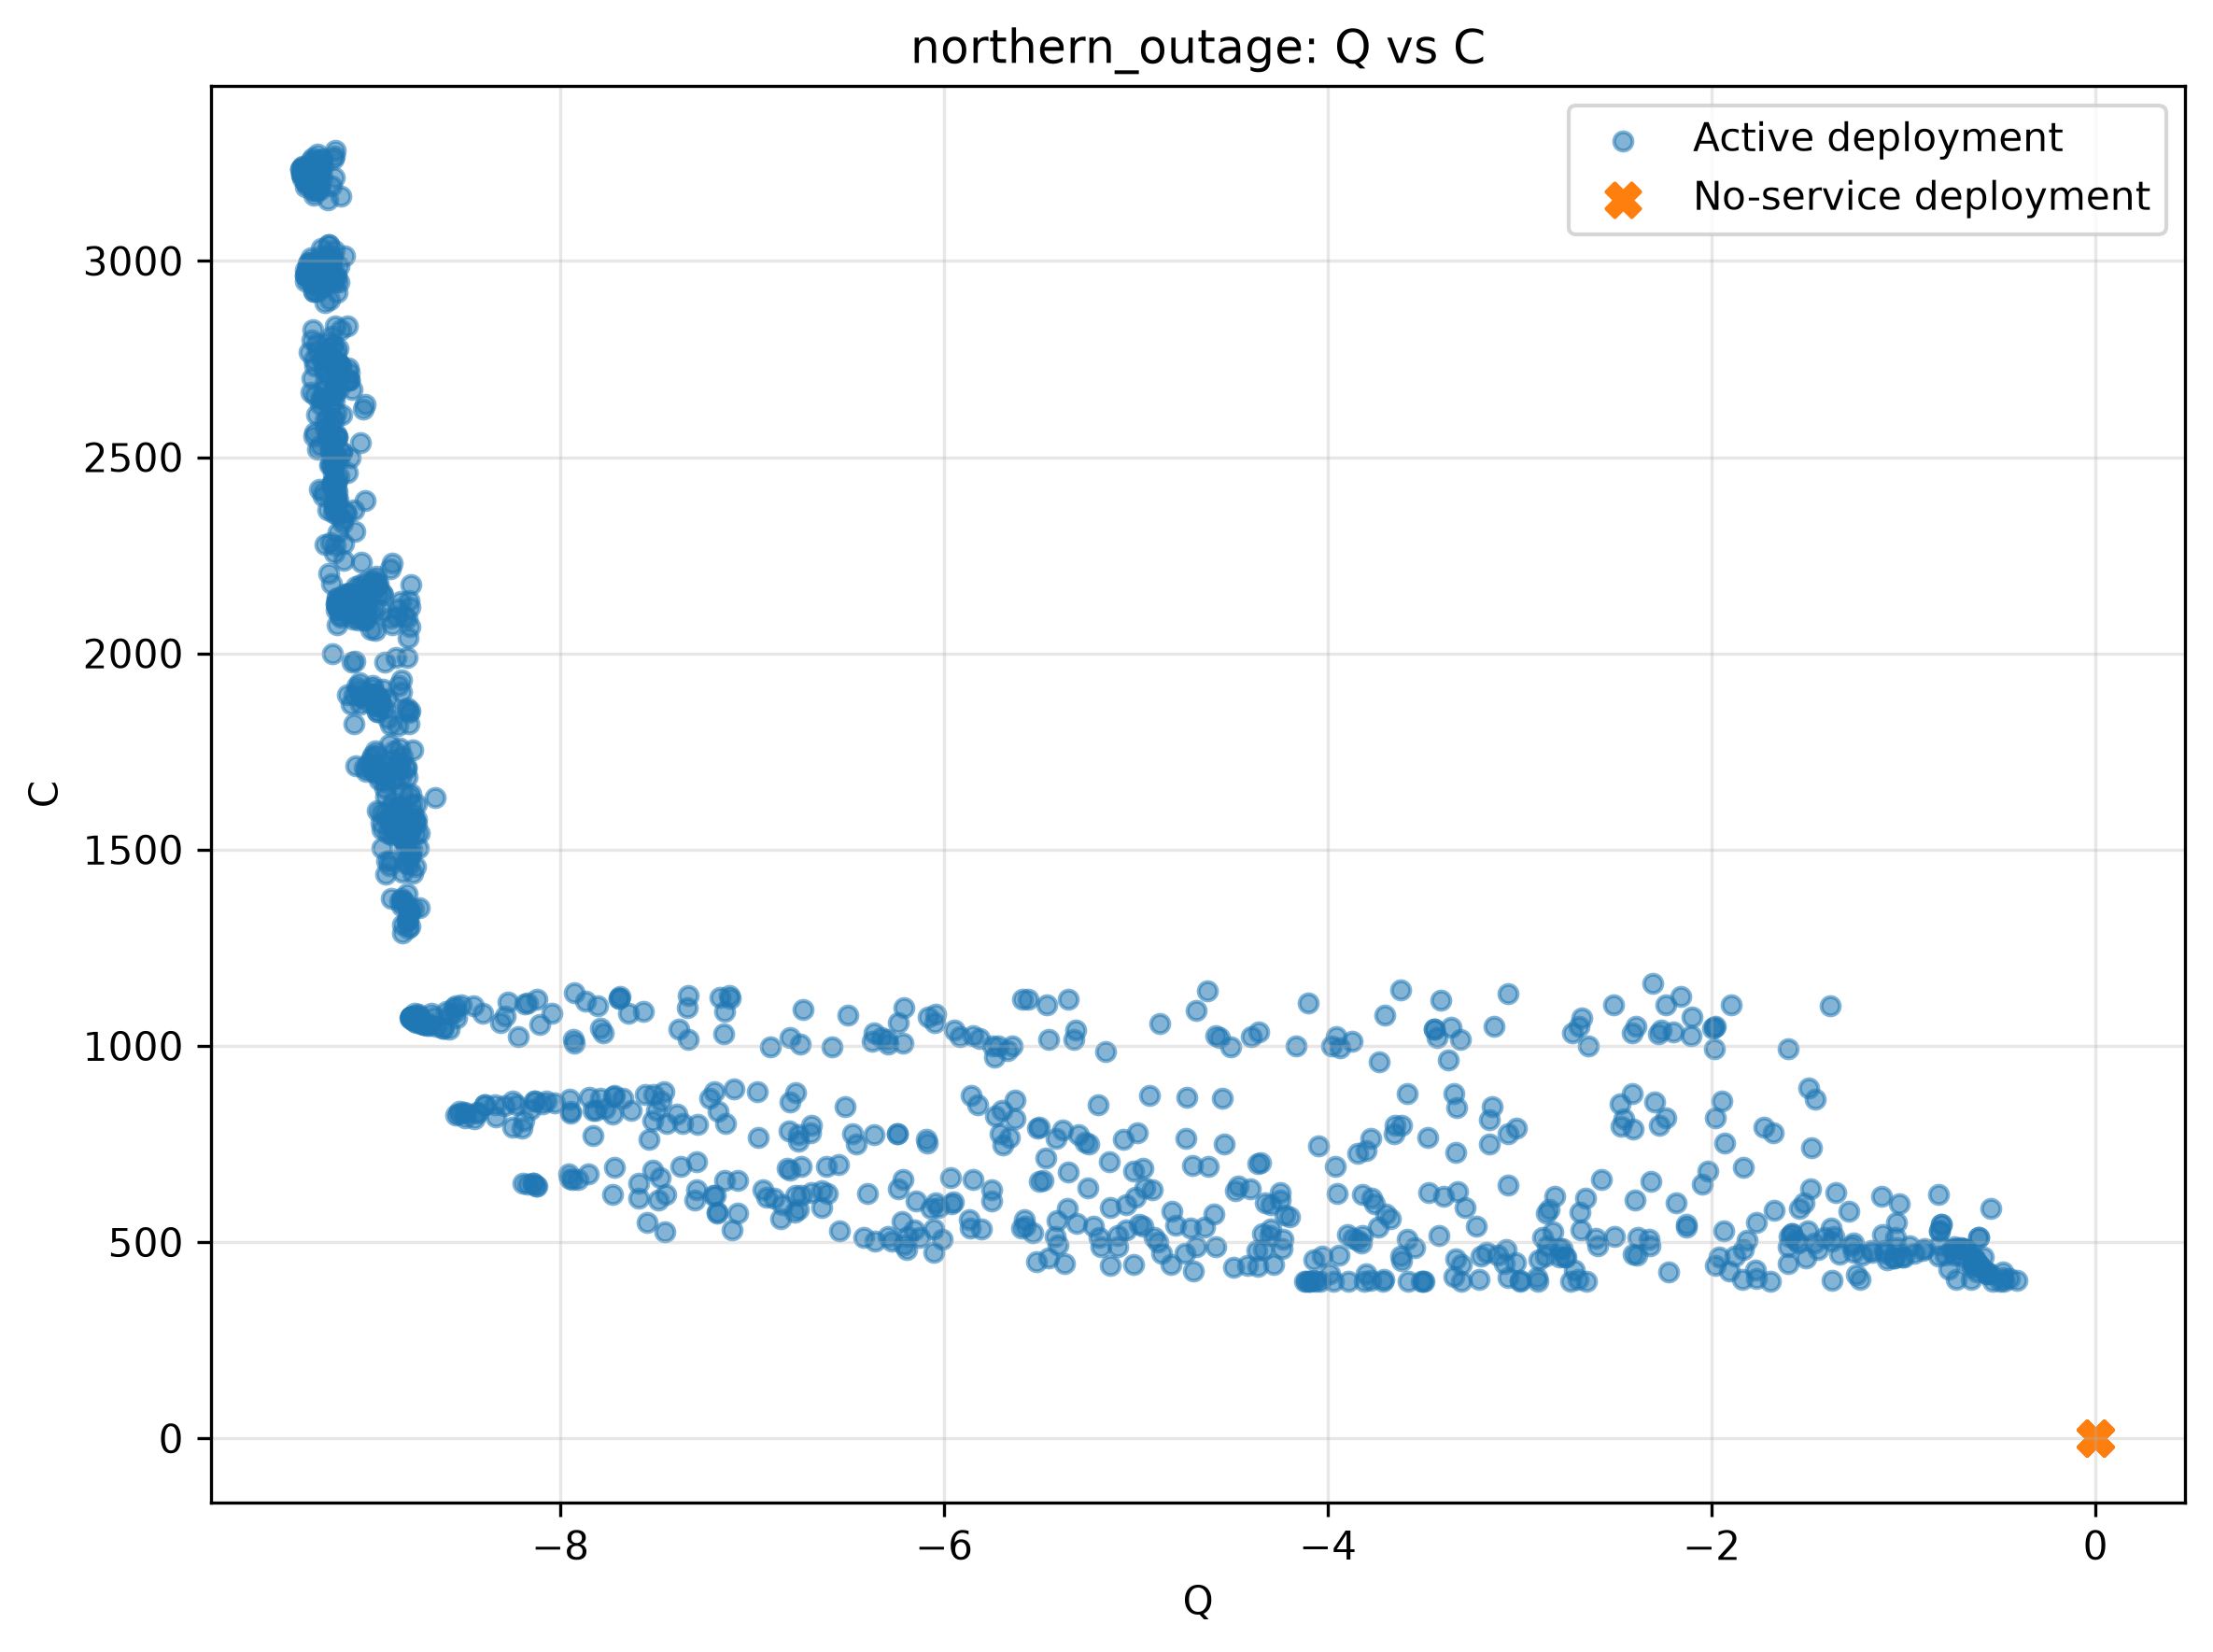 northern_outage: Q vs C
Active deployment
No-service deployment
C
3000
2500
2000
1500
1000
500
0
−8
−6
−4
−2
0
Q